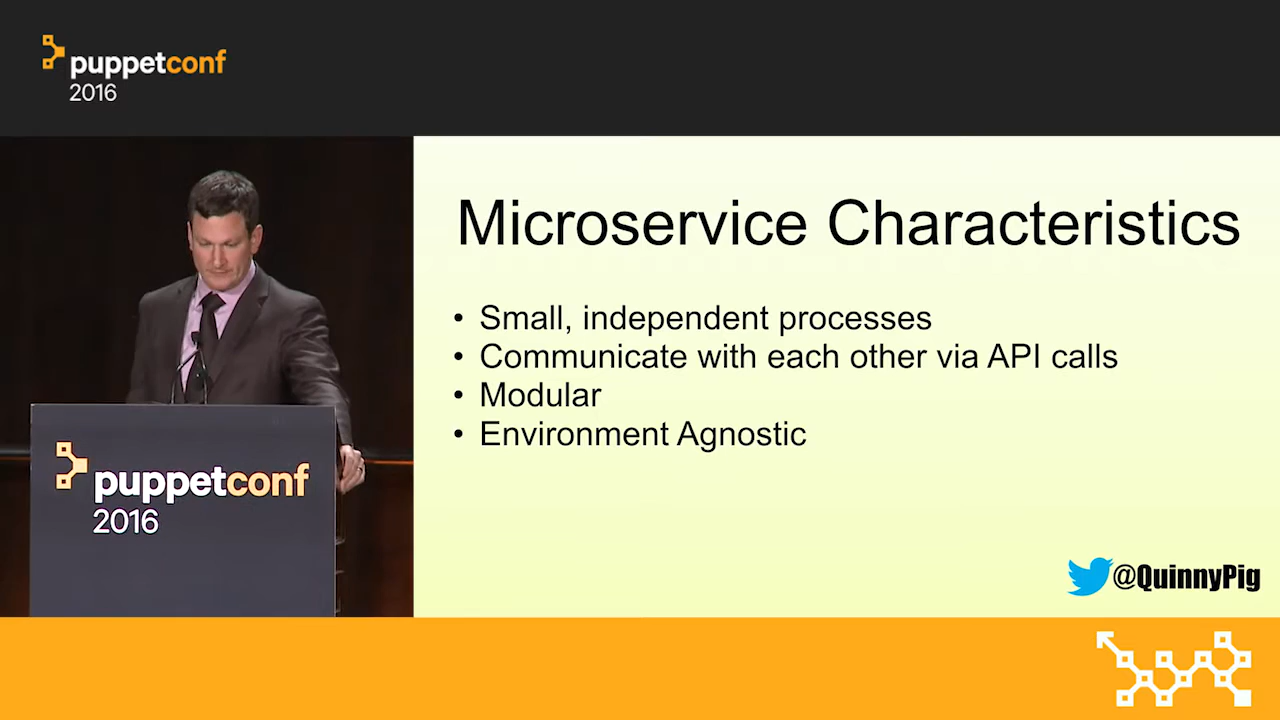 puppetconf
2016
Microservice Characteristics
• Small, independent processes
• Communicate with each other via API calls
• Modular
• Environment Agnostic
puppetconf
2016
@QuinnyPig